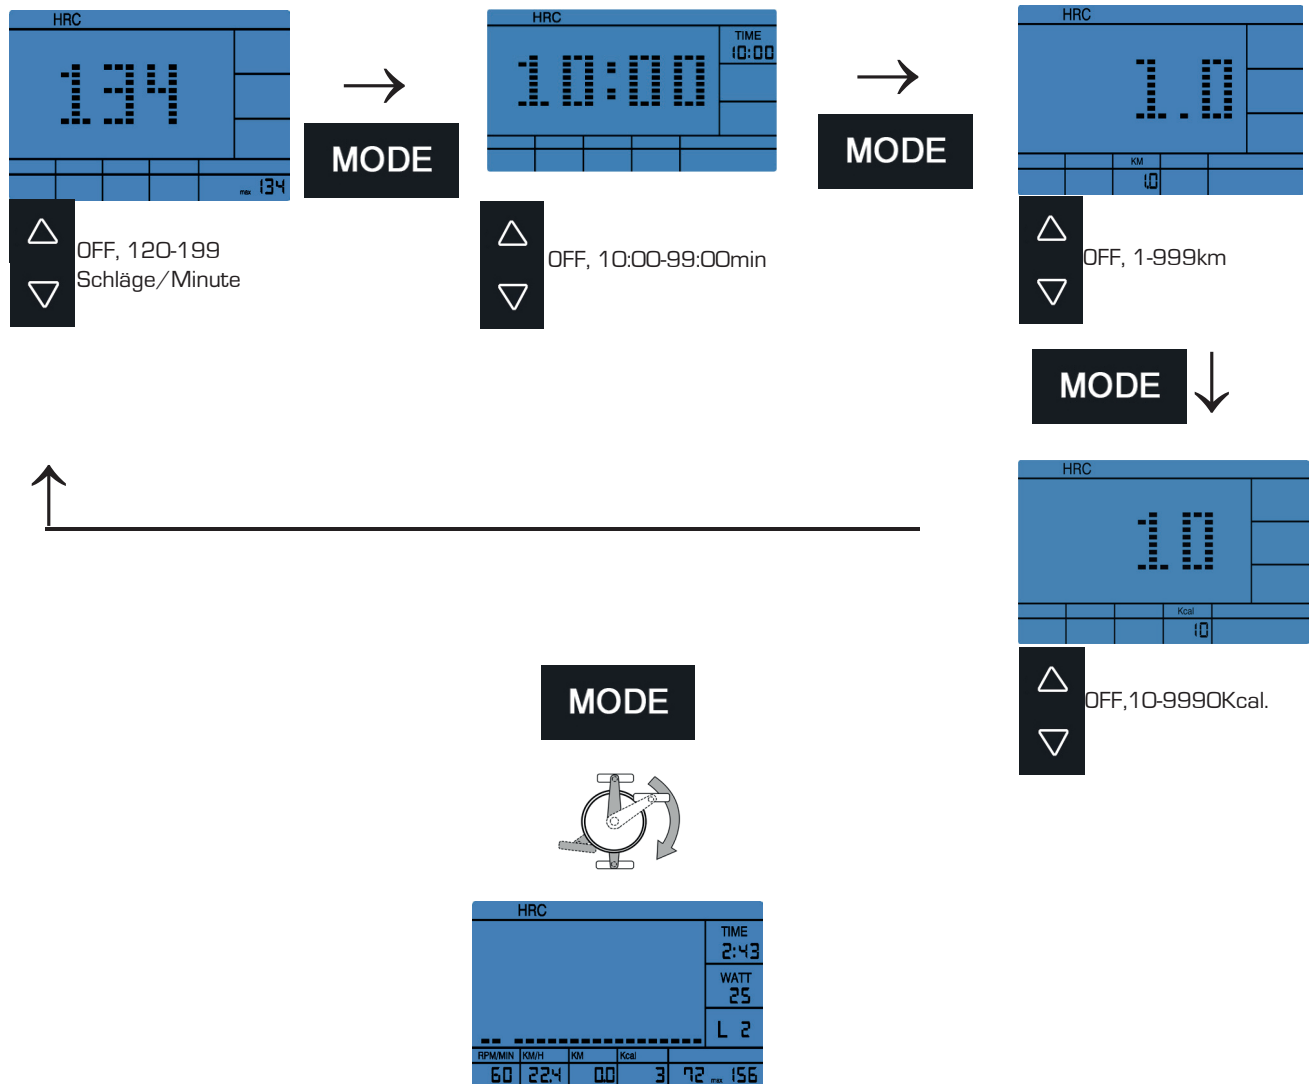 HRC
134
max 134
MODE
OFF, 120-199
Schläge/Minute
HRC
TIME
10:00
10:00
MODE
OFF, 10:00-99:00min
HRC
1.0
KM
1.0
OFF, 1-999km
MODE
HRC
10
Kcal
10
OFF,10-9990Kcal.
MODE
HRC
TIME
2:43
WATT
25
L 2
RPM/MIN KM/H KM Kcal
60 22.4 0.0 3 72 max 156